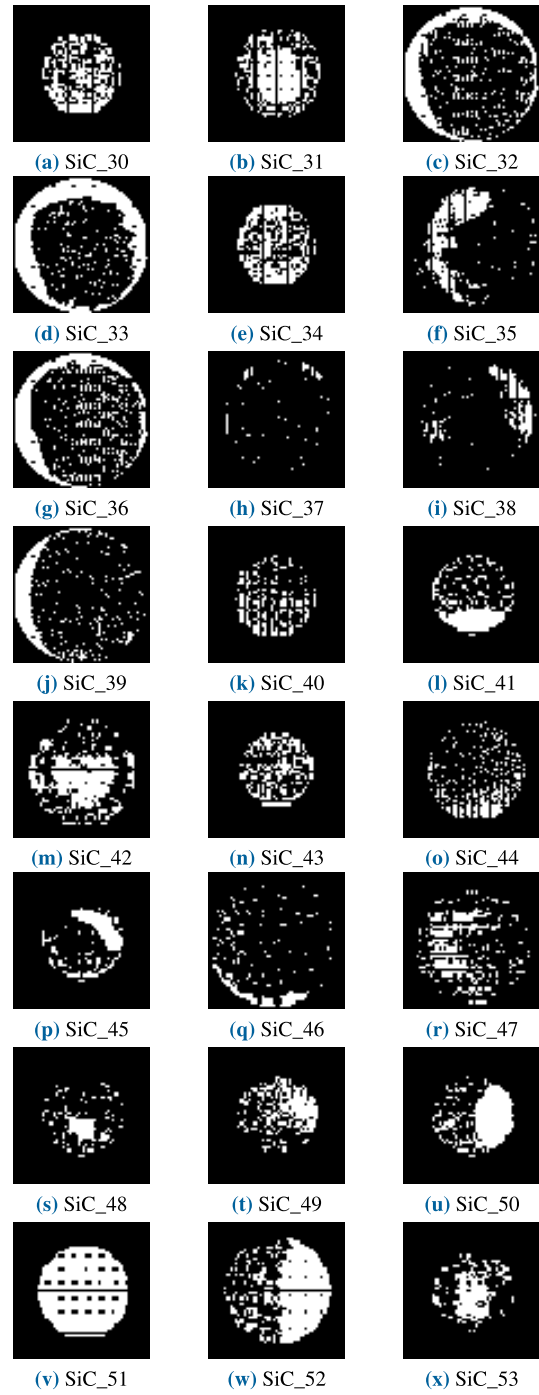 (a) SiC_30
(b) SiC_31
(c) SiC_32
(d) SiC_33
(e) SiC_34
(f) SiC_35
(g) SiC_36
(h) SiC_37
(i) SiC_38
(j) SiC_39
(k) SiC_40
(l) SiC_41
(m) SiC_42
(n) SiC_43
(o) SiC_44
(p) SiC_45
(q) SiC_46
(r) SiC_47
(s) SiC_48
(t) SiC_49
(u) SiC_50
(v) SiC_51
(w) SiC_52
(x) SiC_53